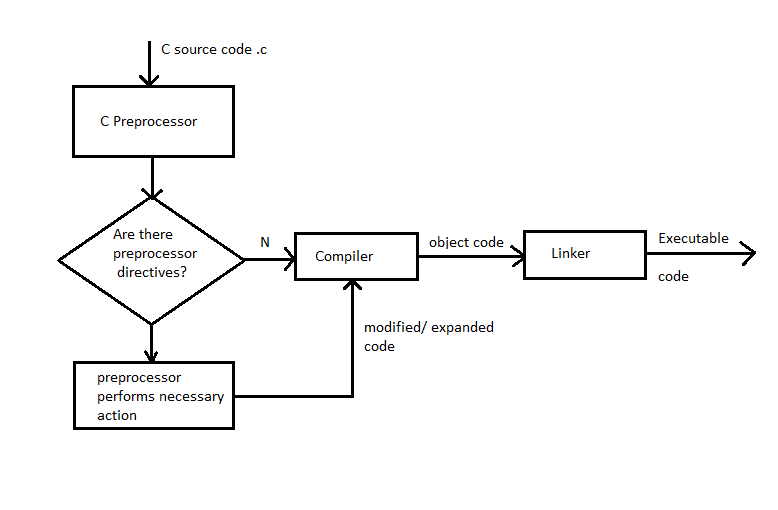 C source code .c
C Preprocessor
Are there
preprocessor
directives?
N
Compiler
object code
Linker
Executable
code
modified/ expanded
code
preprocessor
performs necessary
action